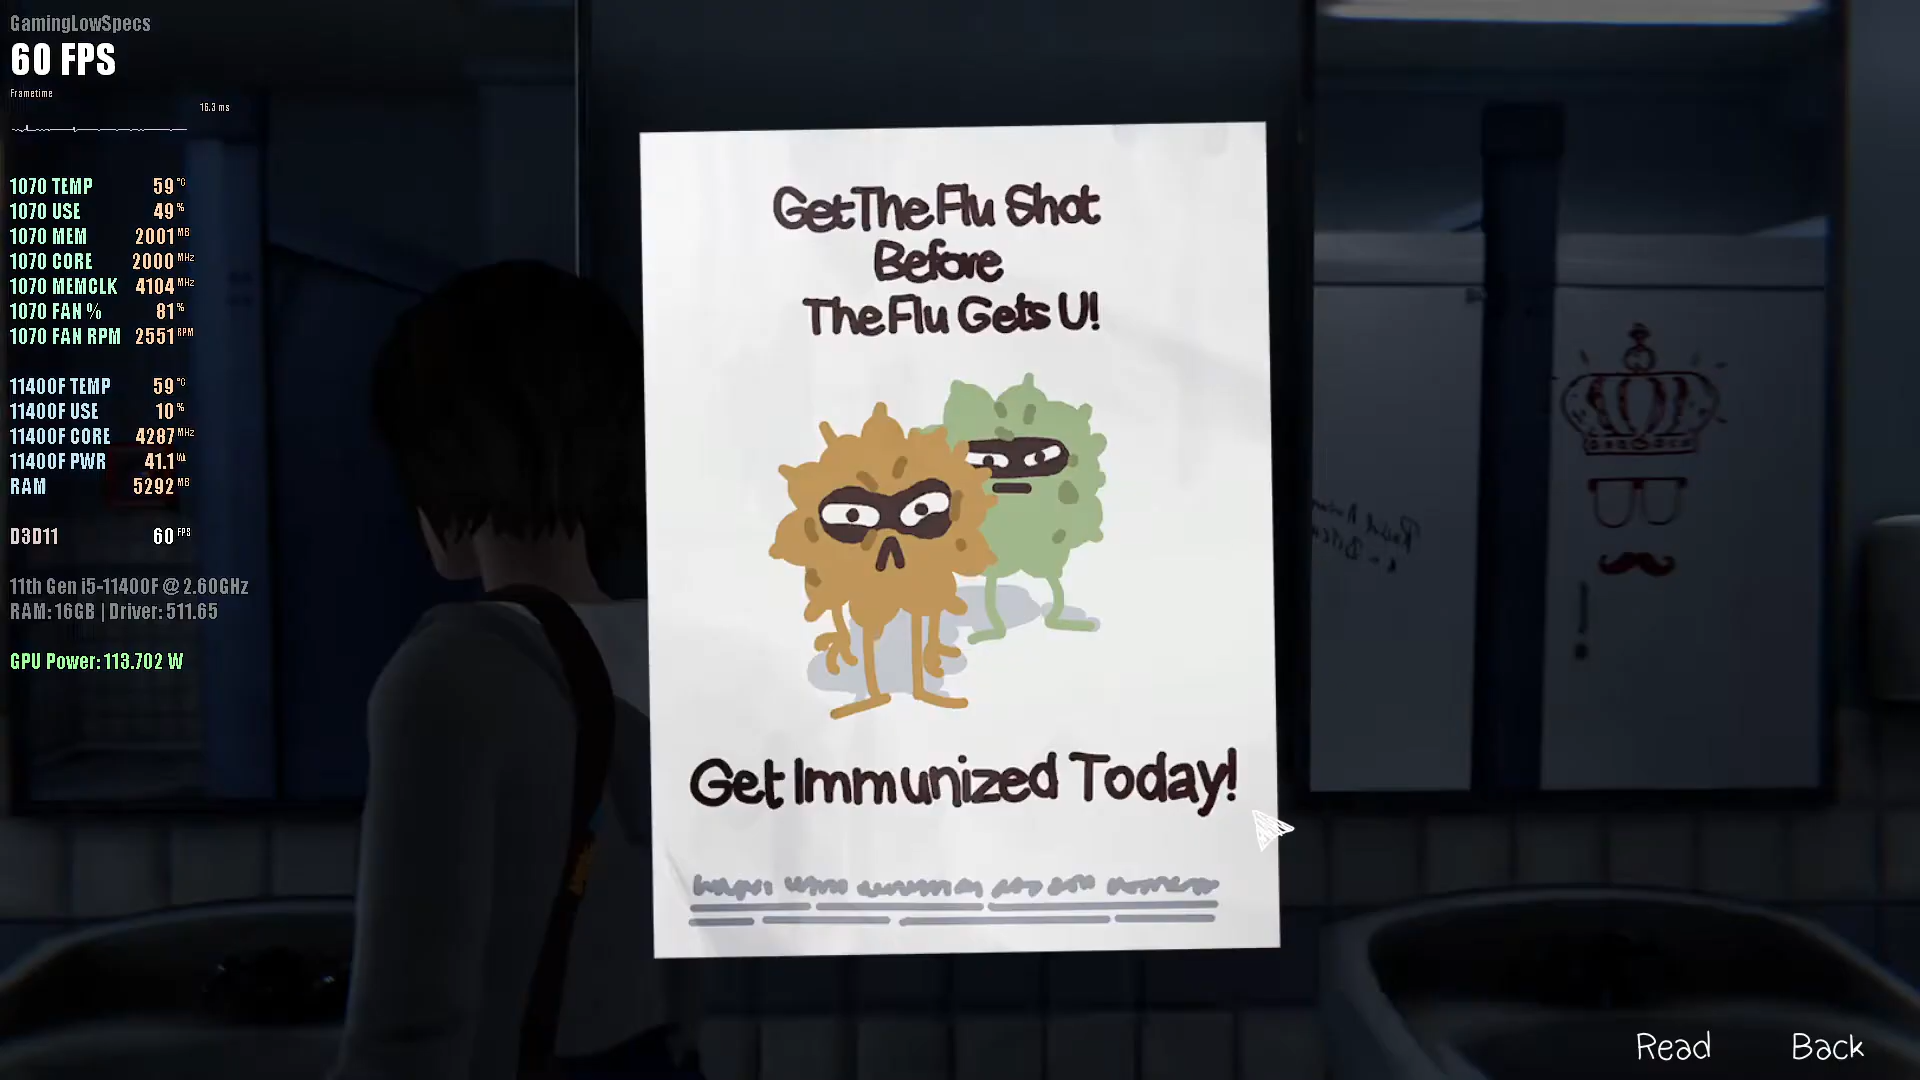 GamingLowSpecs
60 FPS
Frametime
16.3 ms
1070 TEMP 59 °C
1070 USE 49 %
1070 MEM 2001 MB
1070 CORE 2000 MHz
1070 MEMCLK 4104 MHz
1070 FAN % 81 %
1070 FAN RPM 2551 RPM
11400F TEMP 59 °C
11400F USE 10 %
11400F CORE 4287 MHz
11400F PWR 41.1 W
RAM 5292 MB
D3D11 60 FPS
11th Gen i5-11400F @ 2.60GHz
RAM: 16GB | Driver: 511.65
GPU Power: 113.702 W
Get The Flu Shot
Before
The Flu Gets U!
Get Immunized Today!
Read Back